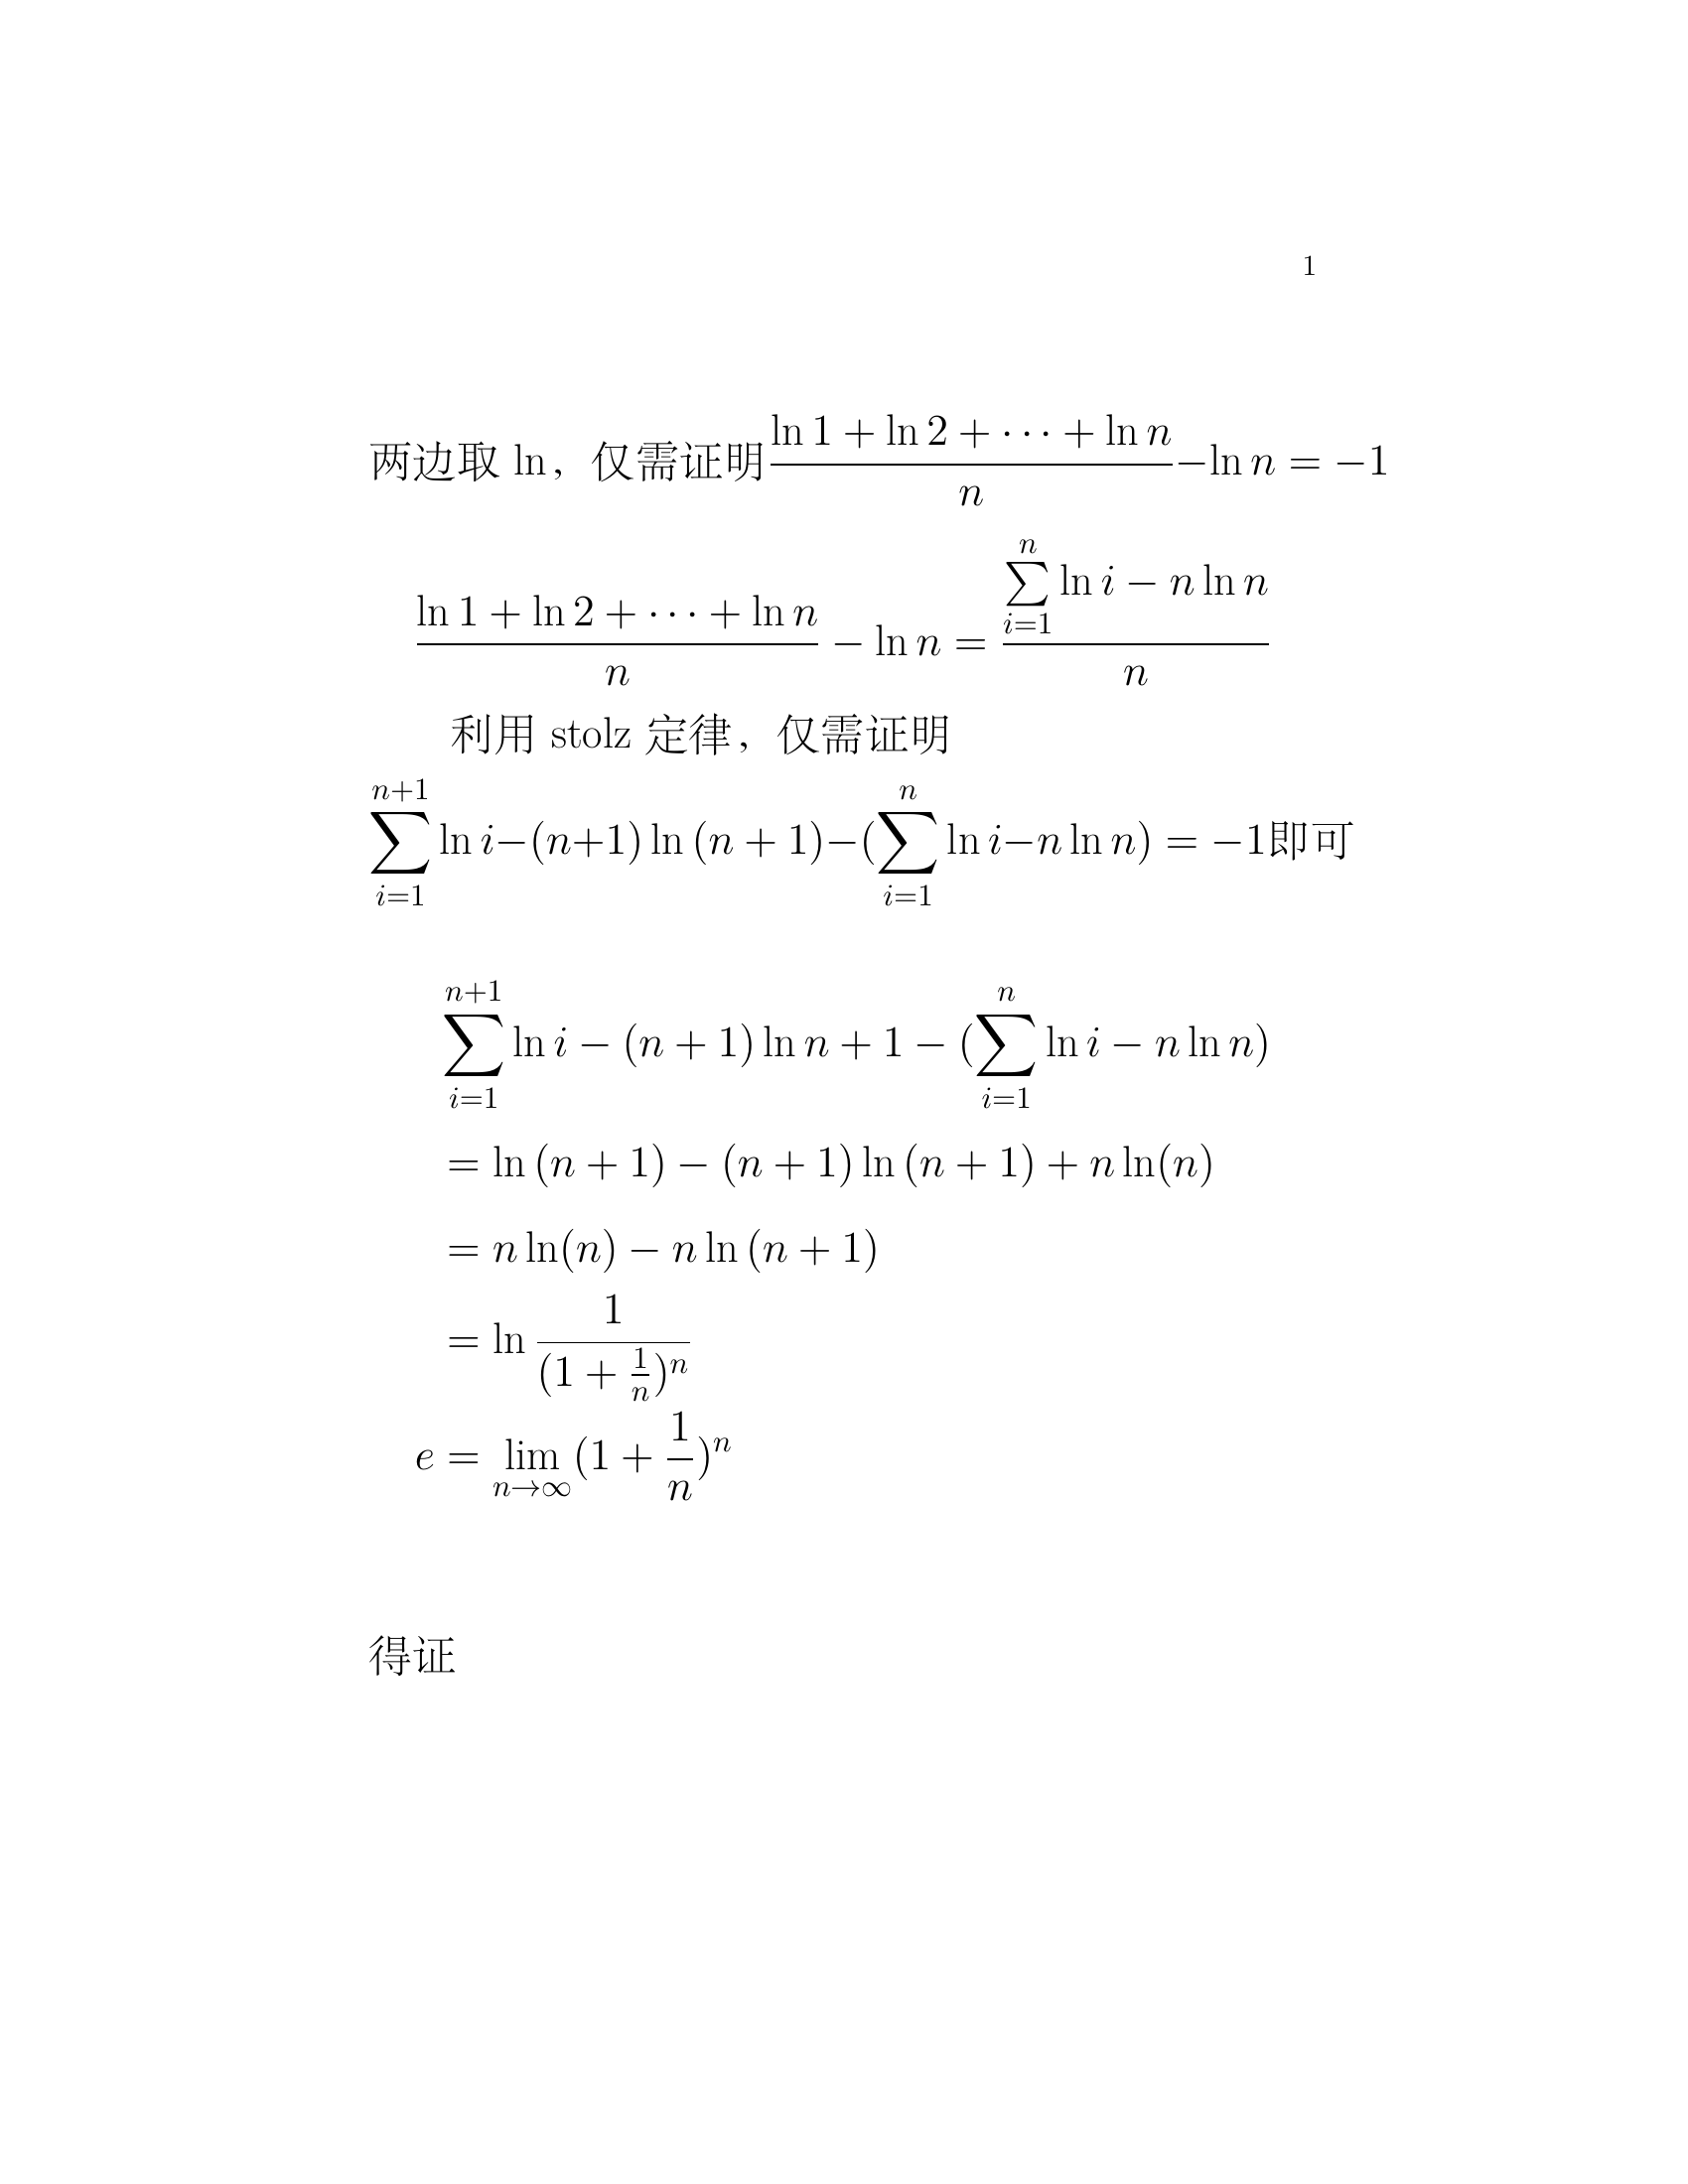 1
两边取 ln，仅需证明$\frac{\ln 1+\ln 2+\cdots+\ln n}{n}-\ln n=-1$
$\frac{\ln 1+\ln 2+\cdots+\ln n}{n}-\ln n=\frac{\sum\limits_{i=1}^{n}\ln i-n\ln n}{n}$
利用 stolz 定律，仅需证明
$\sum_{i=1}^{n+1}\ln i-(n+1)\ln(n+1)-(\sum_{i=1}^{n}\ln i-n\ln n)=-1$即可
$\sum_{i=1}^{n+1}\ln i-(n+1)\ln n+1-(\sum_{i=1}^{n}\ln i-n\ln n)$
$=\ln(n+1)-(n+1)\ln(n+1)+n\ln(n)$
$=n\ln(n)-n\ln(n+1)$
$=\ln\frac{1}{(1+\frac{1}{n})^n}$
$e=\lim_{n\to\infty}(1+\frac{1}{n})^n$
得证